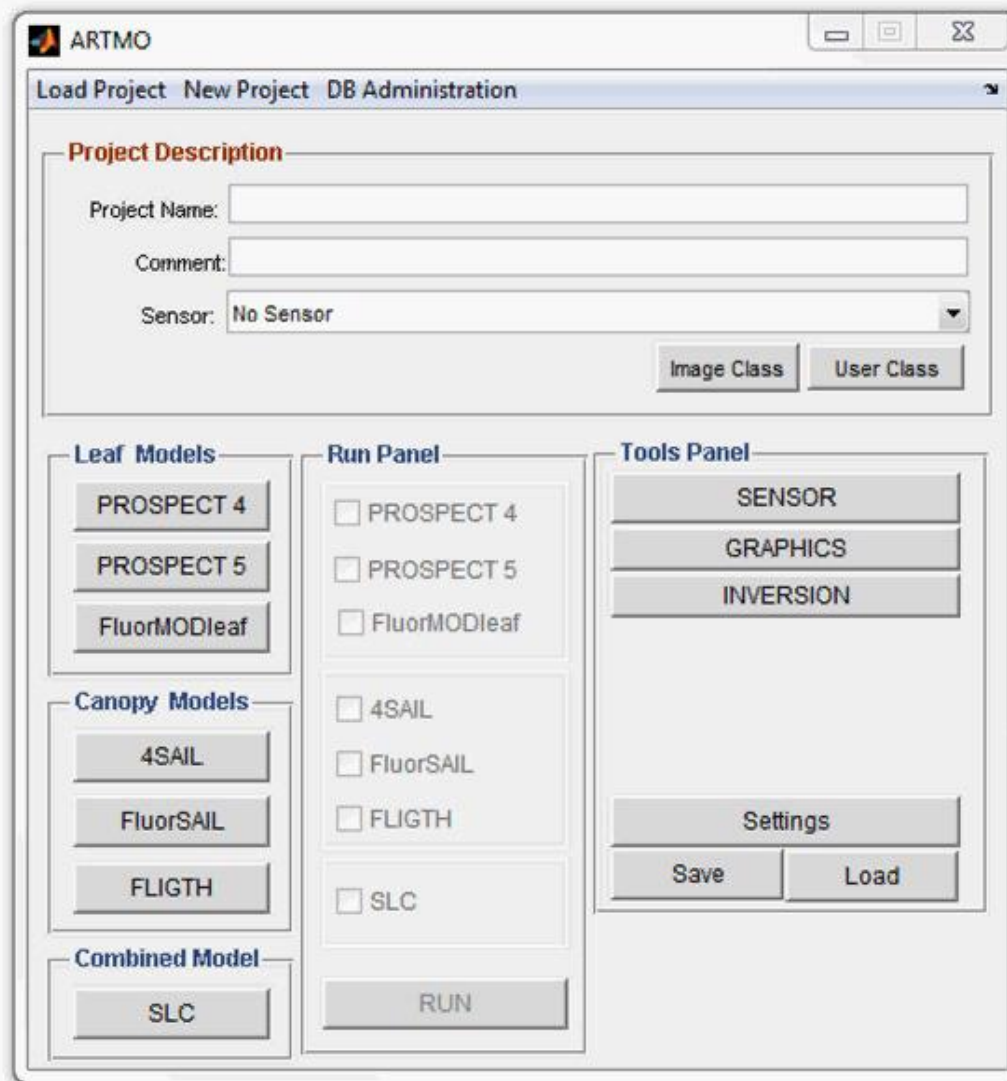 ARTMO
Load Project New Project DB Administration
Project Description
Project Name:
Comment:
Sensor: No Sensor
Image Class User Class
Leaf Models
PROSPECT 4
PROSPECT 5
FluorMODleaf
Canopy Models
4SAIL
FluorSAIL
FLIGTH
Combined Model
SLC
Run Panel
PROSPECT 4
PROSPECT 5
FluorMODleaf
4SAIL
FluorSAIL
FLIGTH
SLC
RUN
Tools Panel
SENSOR
GRAPHICS
INVERSION
Settings
Save Load